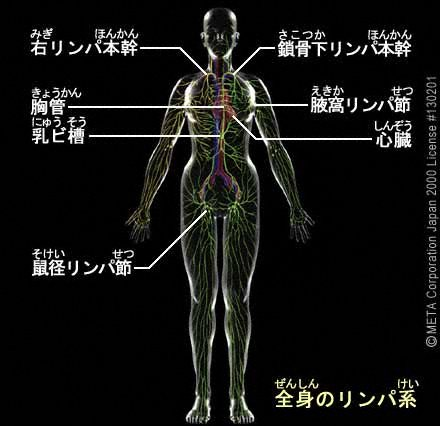 みぎ ほんかん
右リンパ本幹
さこつか ほんかん
鎖骨下リンパ本幹
きょうかん
胸管
えきか せつ
腋窩リンパ節
にゅう そう
乳ビ槽
しんぞう
心臓
そけい せつ
鼠径リンパ節
ぜんしん けい
全身のリンパ系
©META Corporation Japan 2000 License #130201